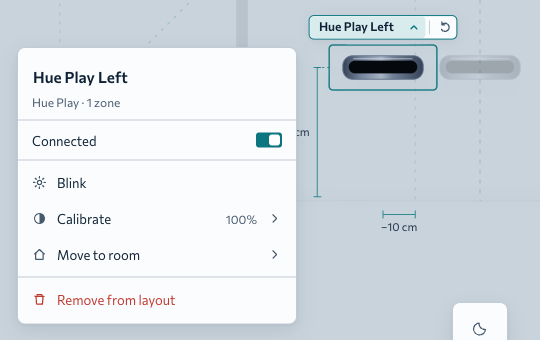 Hue Play Left
Hue Play Left
Hue Play · 1 zone
Connected
Blink
Calibrate 100%
Move to room
Remove from layout
cm
−10 cm